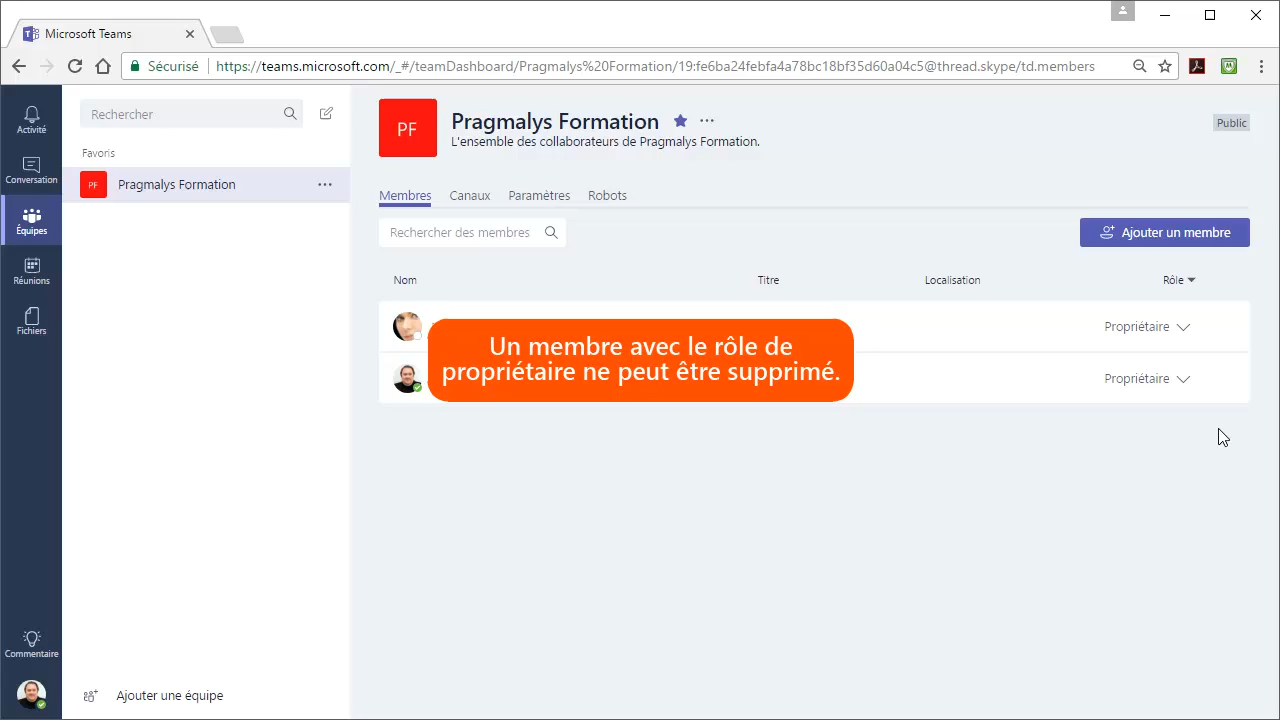 Microsoft Teams
Sécurisé
https://teams.microsoft.com/_#/teamDashboard/Pragmalys%20Formation/19:fe6ba24febfa4a78bc18bf35d60a04c5@thread.skype/td.members
Activité
Conversation
Équipes
Réunions
Fichiers
Commentaire
Rechercher
Favoris
PF
Pragmalys Formation
Ajouter une équipe
PF
Pragmalys Formation
L'ensemble des collaborateurs de Pragmalys Formation.
Public
Membres Canaux Paramètres Robots
Rechercher des membres
Ajouter un membre
Nom Titre Localisation Rôle
Propriétaire
Propriétaire
Un membre avec le rôle de
propriétaire ne peut être supprimé.